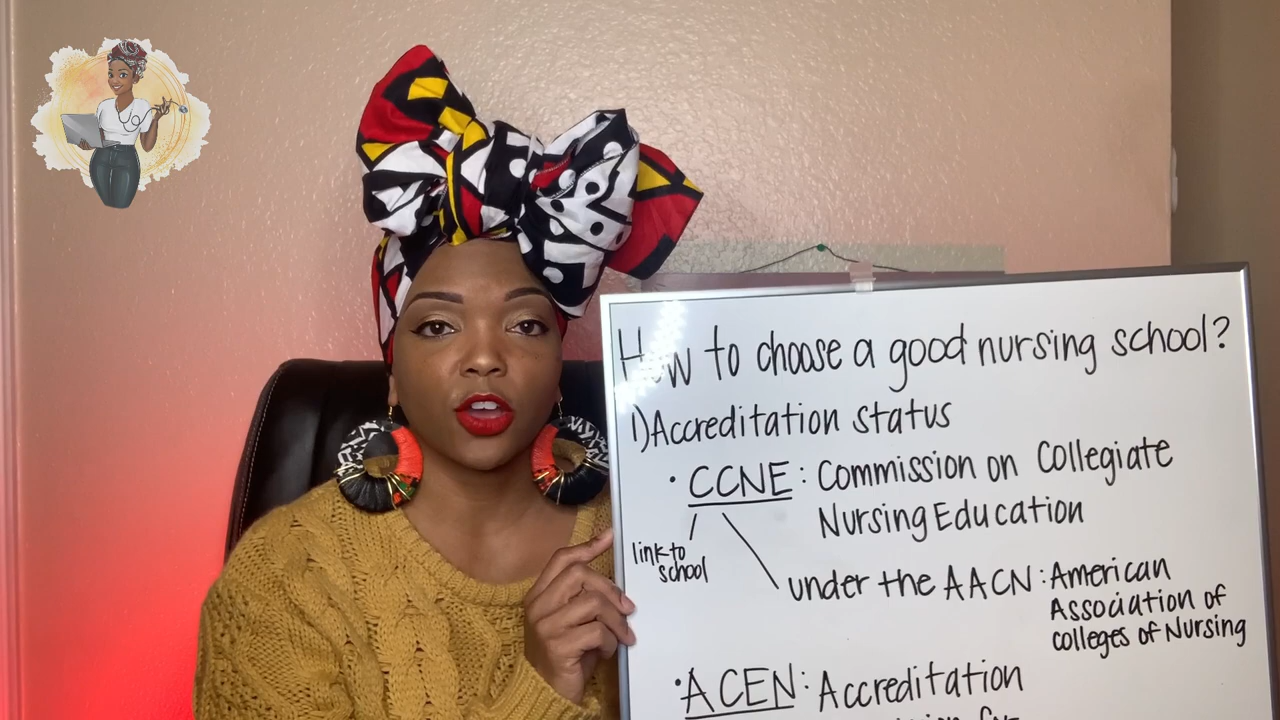 How to choose a good nursing school?
1) Accreditation status
• CCNE: Commission on Collegiate
Nursing Education
link to
school
under the AACN: American
Association of
colleges of Nursing
• ACEN: Accreditation